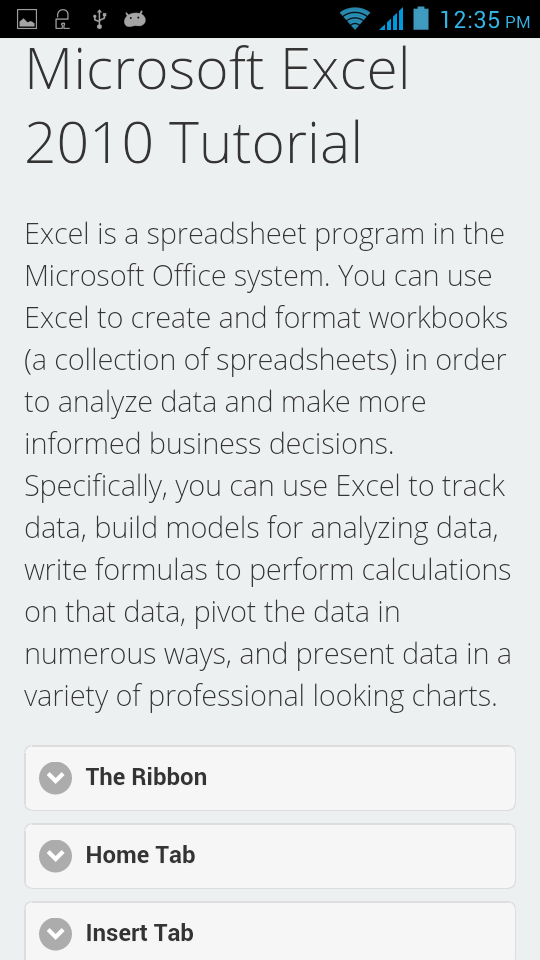 12:35 PM
Microsoft Excel
2010 Tutorial
Excel is a spreadsheet program in the
Microsoft Office system. You can use
Excel to create and format workbooks
(a collection of spreadsheets) in order
to analyze data and make more
informed business decisions.
Specifically, you can use Excel to track
data, build models for analyzing data,
write formulas to perform calculations
on that data, pivot the data in
numerous ways, and present data in a
variety of professional looking charts.
The Ribbon
Home Tab
Insert Tab